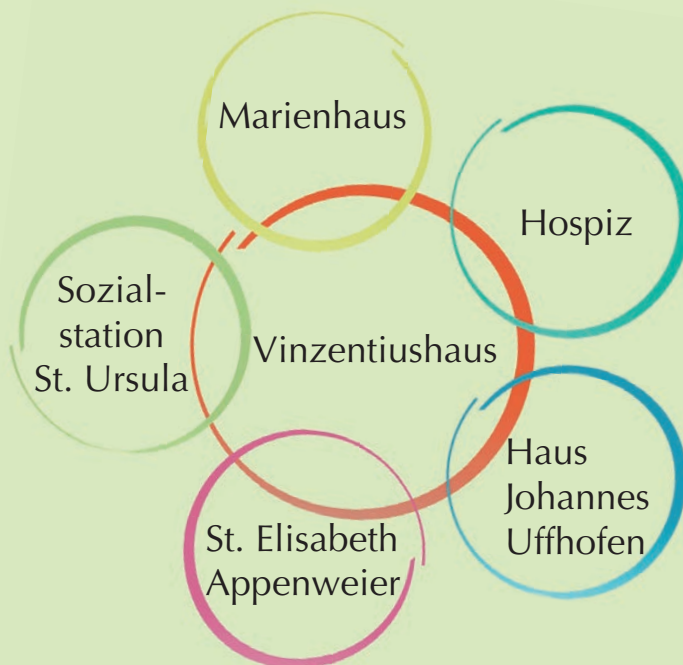 Marienhaus
Hospiz
Sozial-
station
St. Ursula
Vinzentiushaus
Haus
Johannes
Uffhofen
St. Elisabeth
Appenweier